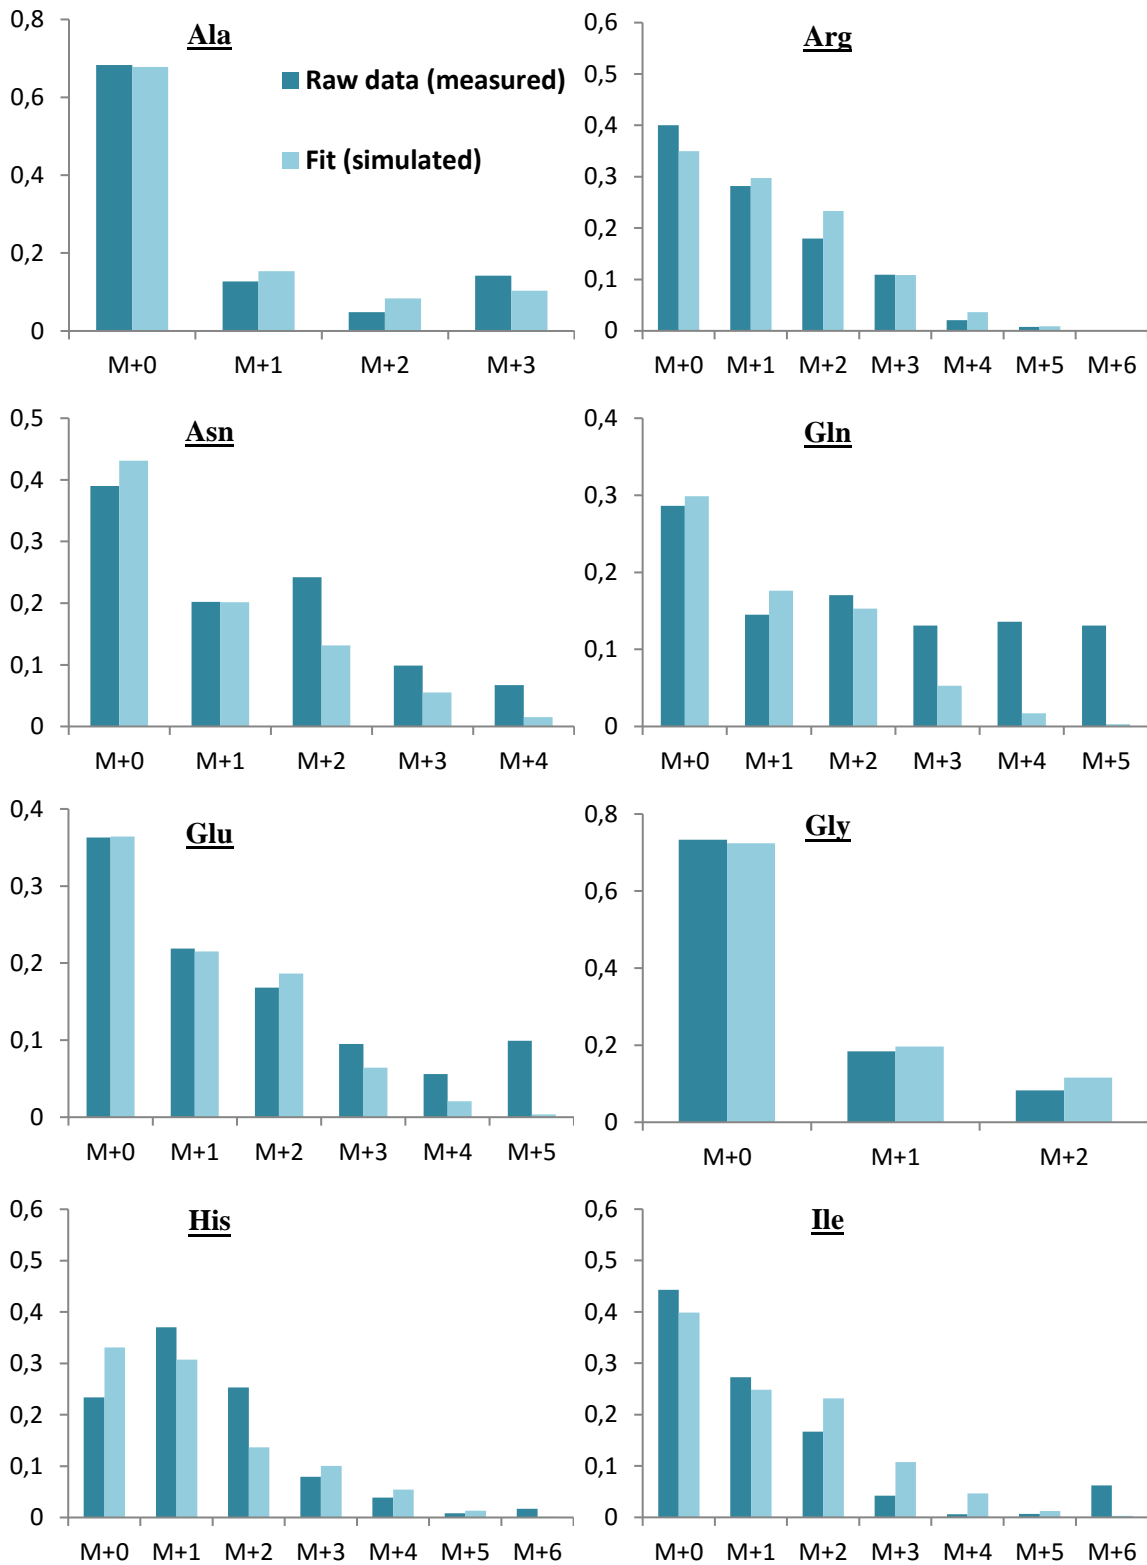 Ala
Raw data (measured)
Fit (simulated)
0,8
0,6
0,4
0,2
0
M+0 M+1 M+2 M+3
Arg
0,6
0,5
0,4
0,3
0,2
0,1
0
M+0 M+1 M+2 M+3 M+4 M+5 M+6
Asn
0,5
0,4
0,3
0,2
0,1
0
M+0 M+1 M+2 M+3 M+4
Gln
0,4
0,3
0,2
0,1
0
M+0 M+1 M+2 M+3 M+4 M+5
Glu
0,4
0,3
0,2
0,1
0
M+0 M+1 M+2 M+3 M+4 M+5
Gly
0,8
0,6
0,4
0,2
0
M+0 M+1 M+2
His
0,6
0,5
0,4
0,3
0,2
0,1
0
M+0 M+1 M+2 M+3 M+4 M+5 M+6
Ile
0,6
0,5
0,4
0,3
0,2
0,1
0
M+0 M+1 M+2 M+3 M+4 M+5 M+6